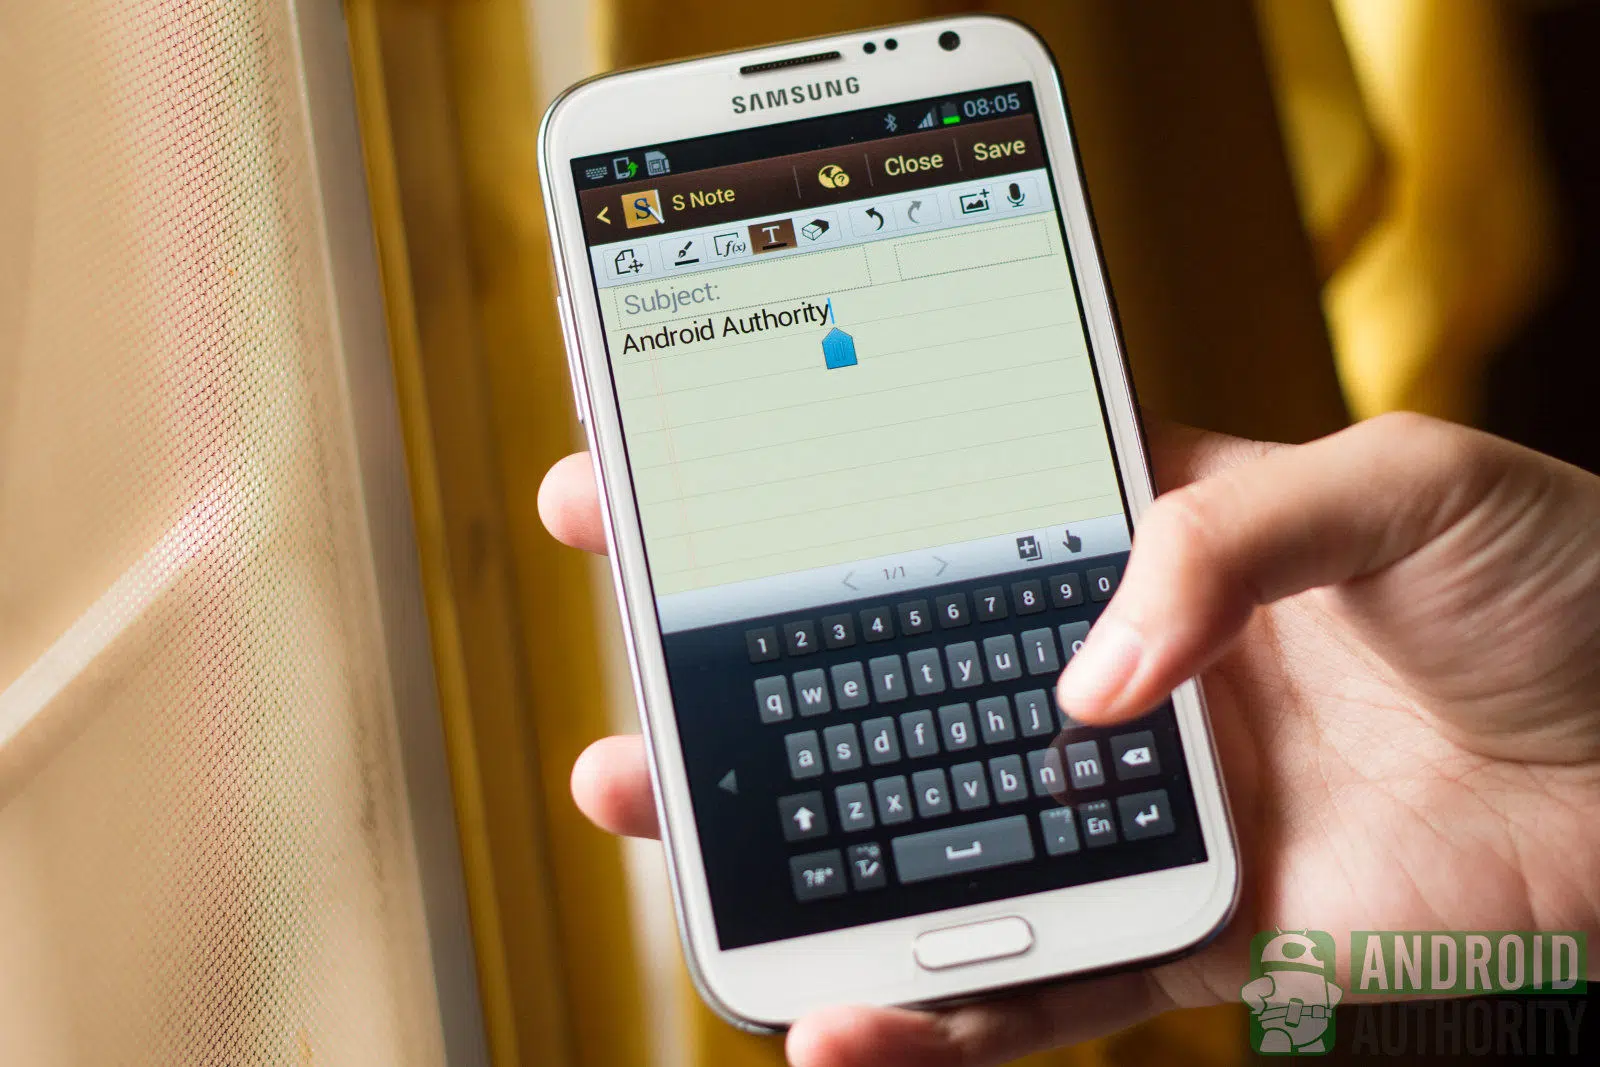 SAMSUNG
08:05
S Note
Close
Save
f(x)
T
Subject:
Android Authority
1/1
1 2 3 4 5 6 7 8 9 0
q w e r t y u i o
a s d f g h j
z x c v b n m
?#* T . En
ANDROID
AUTHORITY